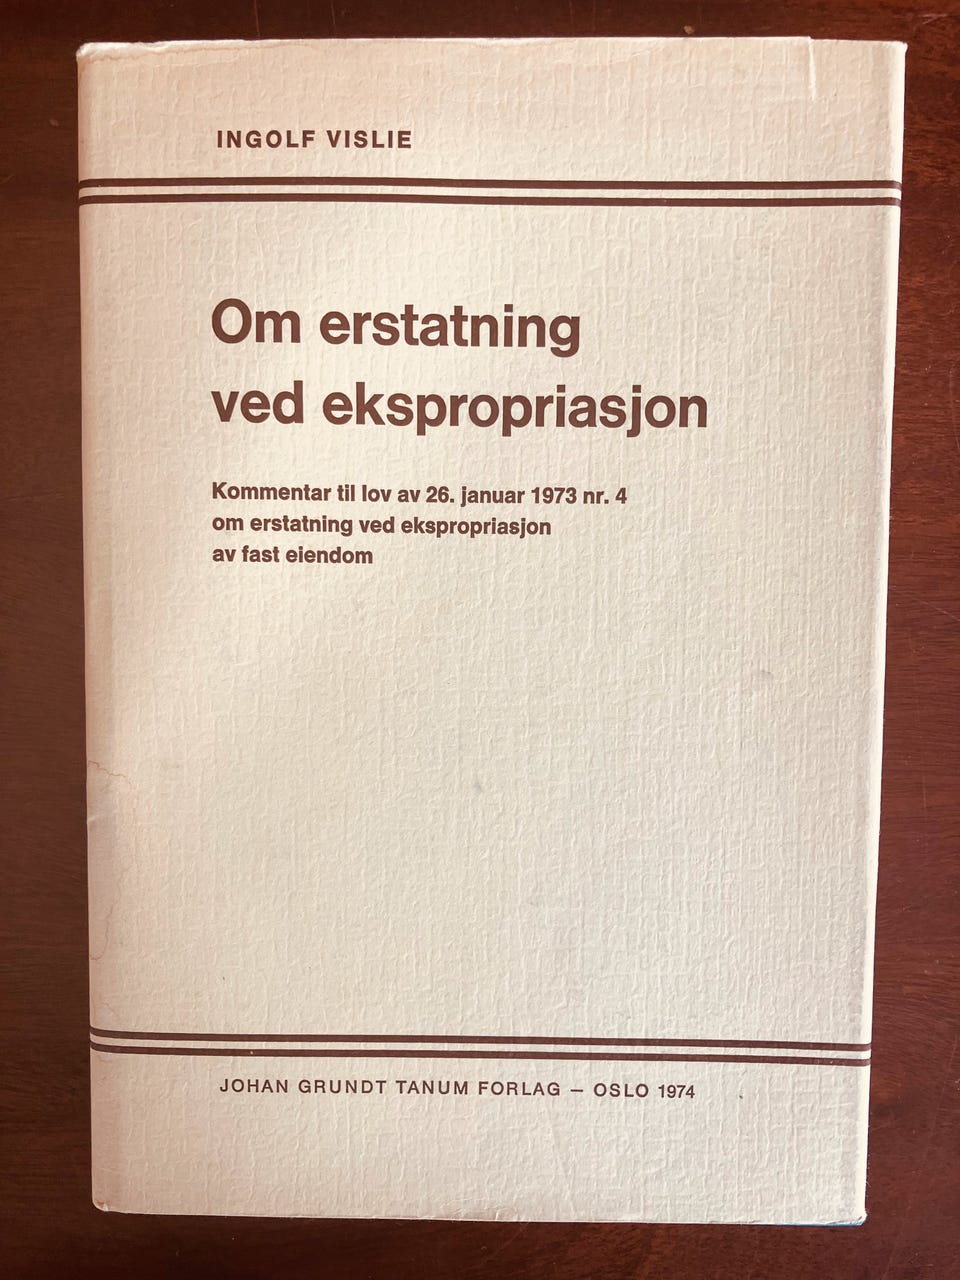 INGOLF VISLIE
Om erstatning
ved ekspropriasjon
Kommentar til lov av 26. januar 1973 nr. 4
om erstatning ved ekspropriasjon
av fast eiendom
JOHAN GRUNDT TANUM FORLAG – OSLO 1974